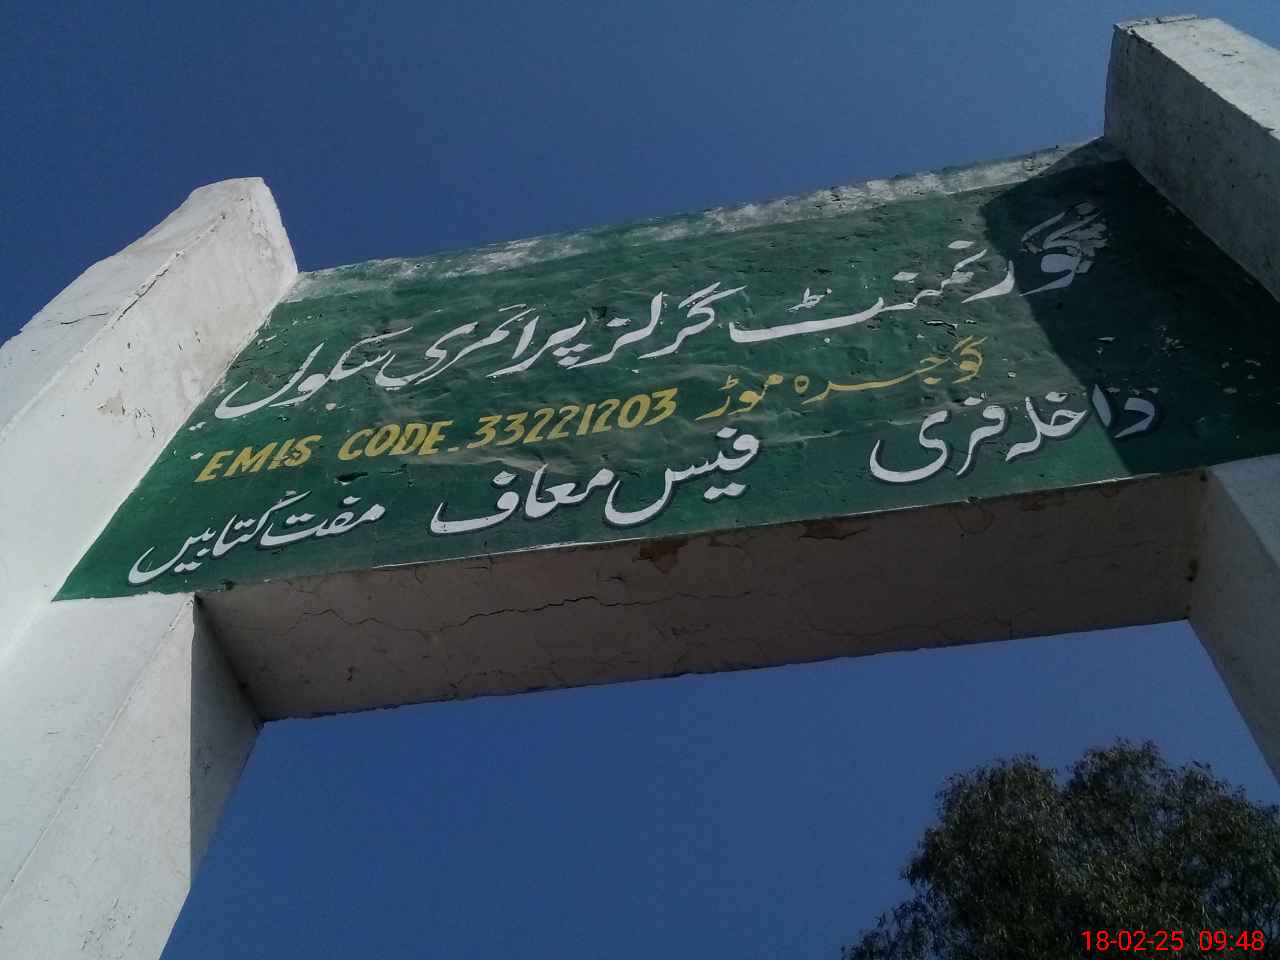 گورنمنٹ گرلز پرائمری سکول
گوجرہ موڑ EMIS CODE. 33221203
داخلہ فری فیس معاف مفت کتابیں
18-02-25 09:48